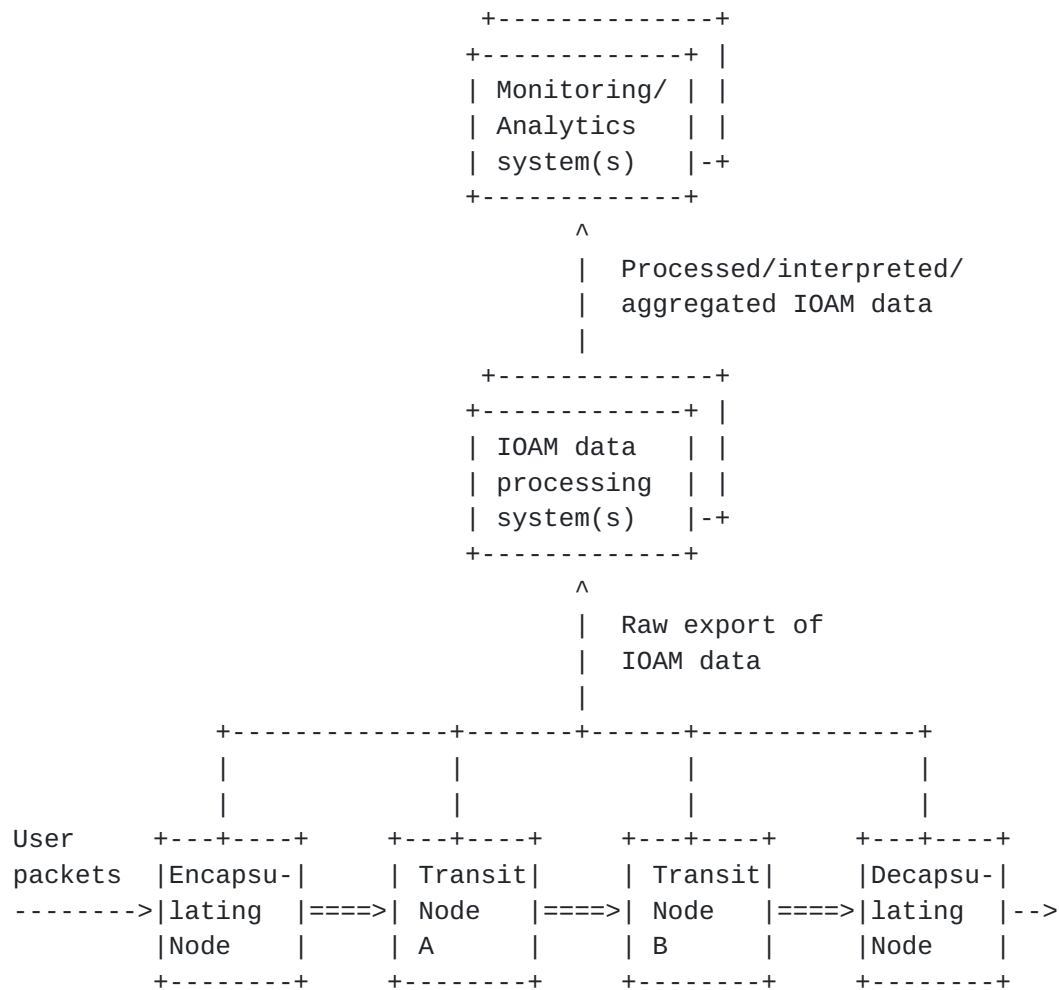 Monitoring/
Analytics
system(s)
Processed/interpreted/
aggregated IOAM data
IOAM data
processing
system(s)
Raw export of
IOAM data
User
packets
Encapsu-
lating
Node
Transit
Node
A
Transit
Node
B
Decapsu-
lating
Node